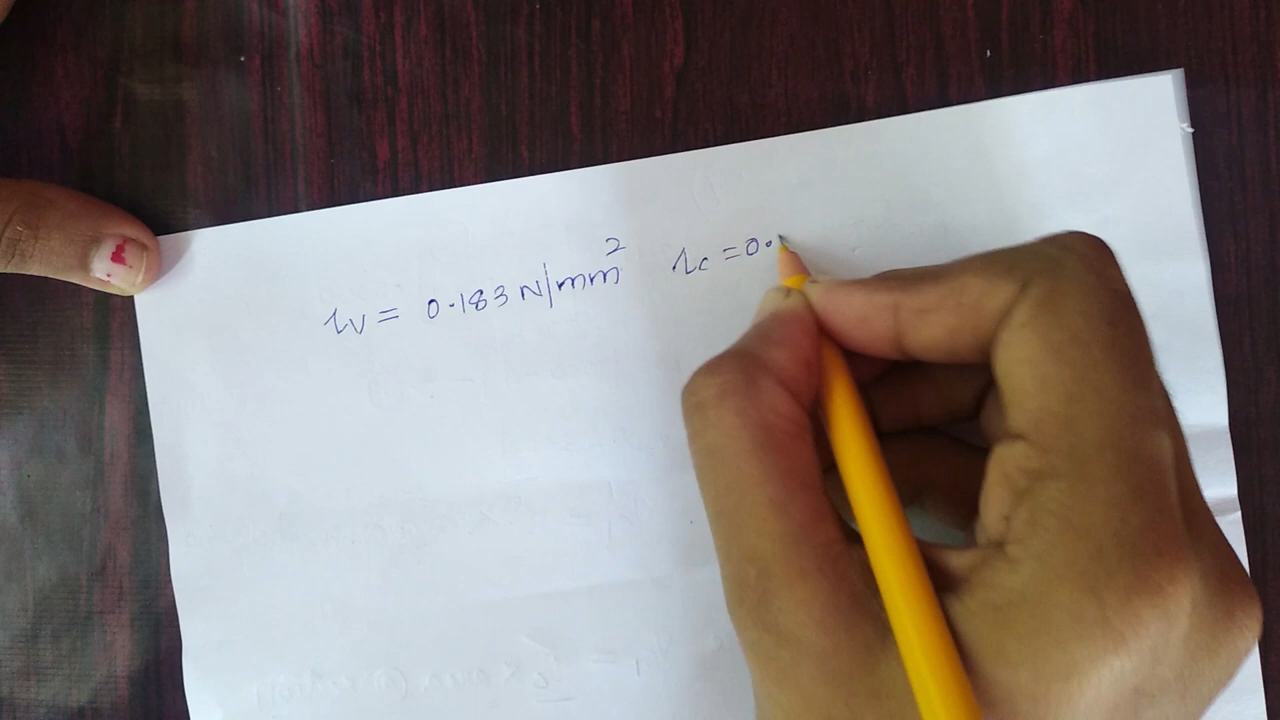 τv = 0.183 N/mm² τc = 0.